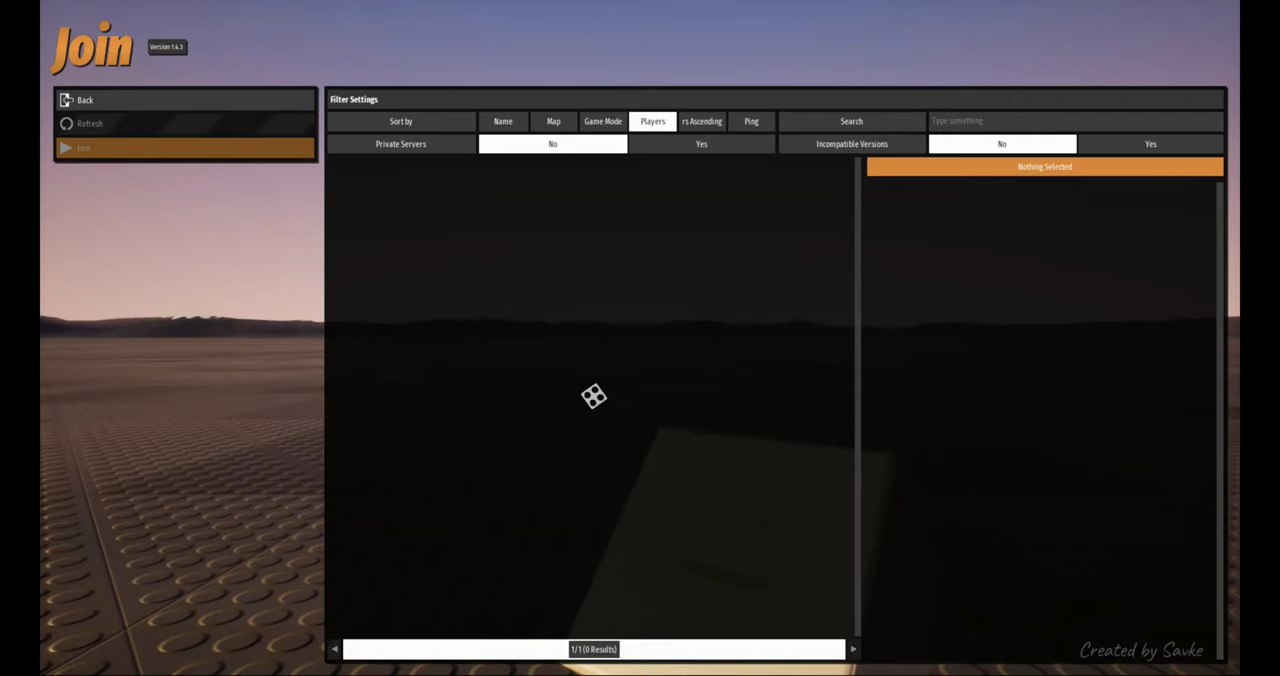 Join
Version 1.4.3
Back
Refresh
Join
Filter Settings
Sort by Name Map Game Mode Players rs Ascending Ping Search Type something
Private Servers No Yes Incompatible Versions No Yes
Nothing Selected
1/1 (0 Results)
Created by Savke